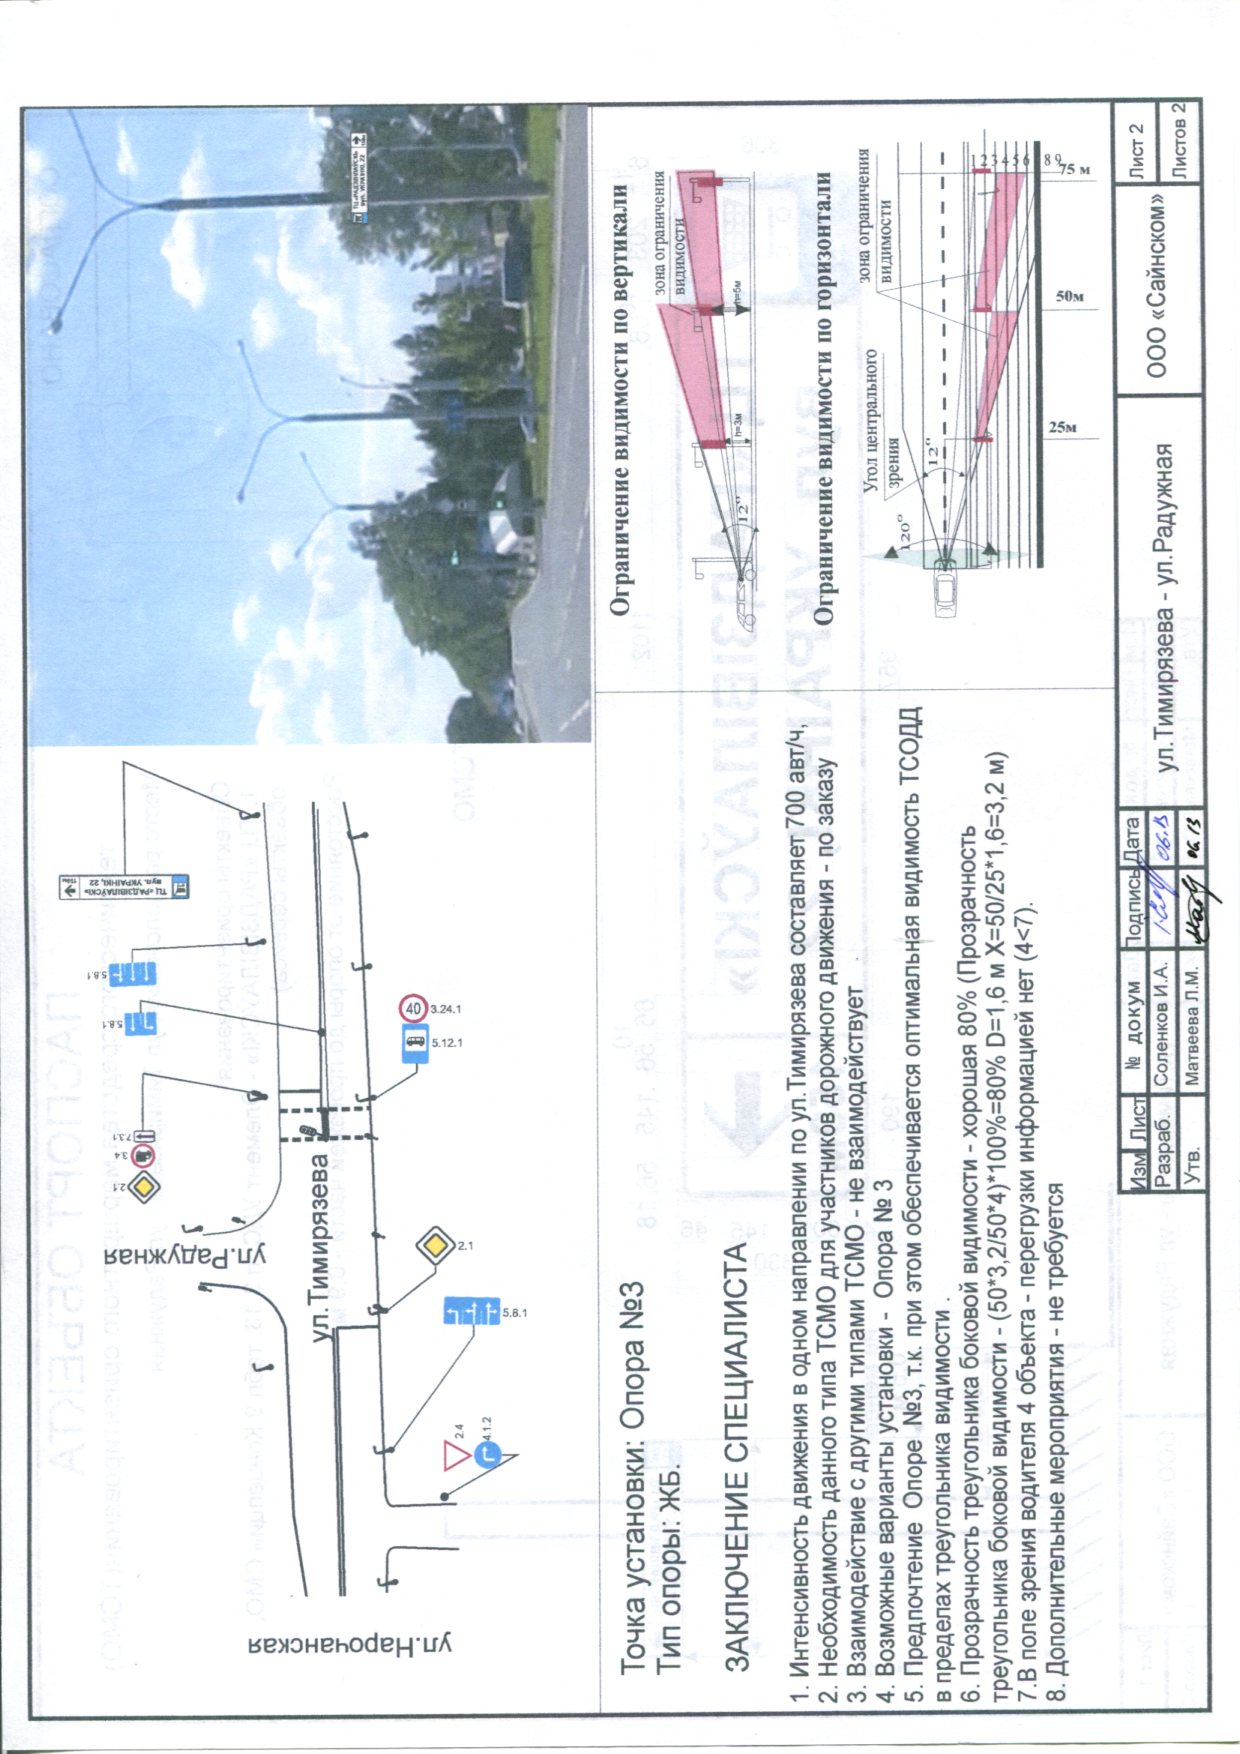 ул.Нарочанская
ул.Радужная
ул.Тимирязева
2.4
4.1.2
5.8.1
2.1
2.1
3.4
7.3.1
5.8.1
5.8.1
5.12.1
40
3.24.1
ТЦ «РАДЗІВІЛАЎСКІ»
вул. УКРАІНКІ, 22
ТЦ «РАДЗІВІЛАЎСКІ»
вул. УКРАІНКІ, 22
Точка установки: Опора №3
Тип опоры: ЖБ.
ЗАКЛЮЧЕНИЕ СПЕЦИАЛИСТА
1. Интенсивность движения в одном направлении по ул.Тимирязева составляет 700 авт/ч,
2. Необходимость данного типа ТСМО для участников дорожного движения - по заказу
3. Взаимодействие с другими типами ТСМО - не взаимодействует
4. Возможные варианты установки - Опора № 3
5. Предпочтение Опоре №3, т.к. при этом обеспечивается оптимальная видимость ТСОДД
в пределах треугольника видимости .
6. Прозрачность треугольника боковой видимости - хорошая 80% (Прозрачность
треугольника боковой видимости - (50*3,2/50*4)*100%=80% D=1,6 м X=50/25*1,6=3,2 м)
7.В поле зрения водителя 4 объекта - перегрузки информацией нет (4<7).
8. Дополнительные мероприятия - не требуется
Ограничение видимости по вертикали
зона ограничения
видимости
h=3м
h=5м
12°
Ограничение видимости по горизонтали
Угол центрального
зрения
зона ограничения
видимости
120°
12°
1 2 3 4 5 6 8 9
25м
50м
75 м
Изм Лист № докум Подпись Дата
Разраб. Соленков И.А. 06.13
Утв. Матвеева Л.М. 06.13
ул.Тимирязева - ул.Радужная
ООО «Сайнском»
Лист 2
Листов 2